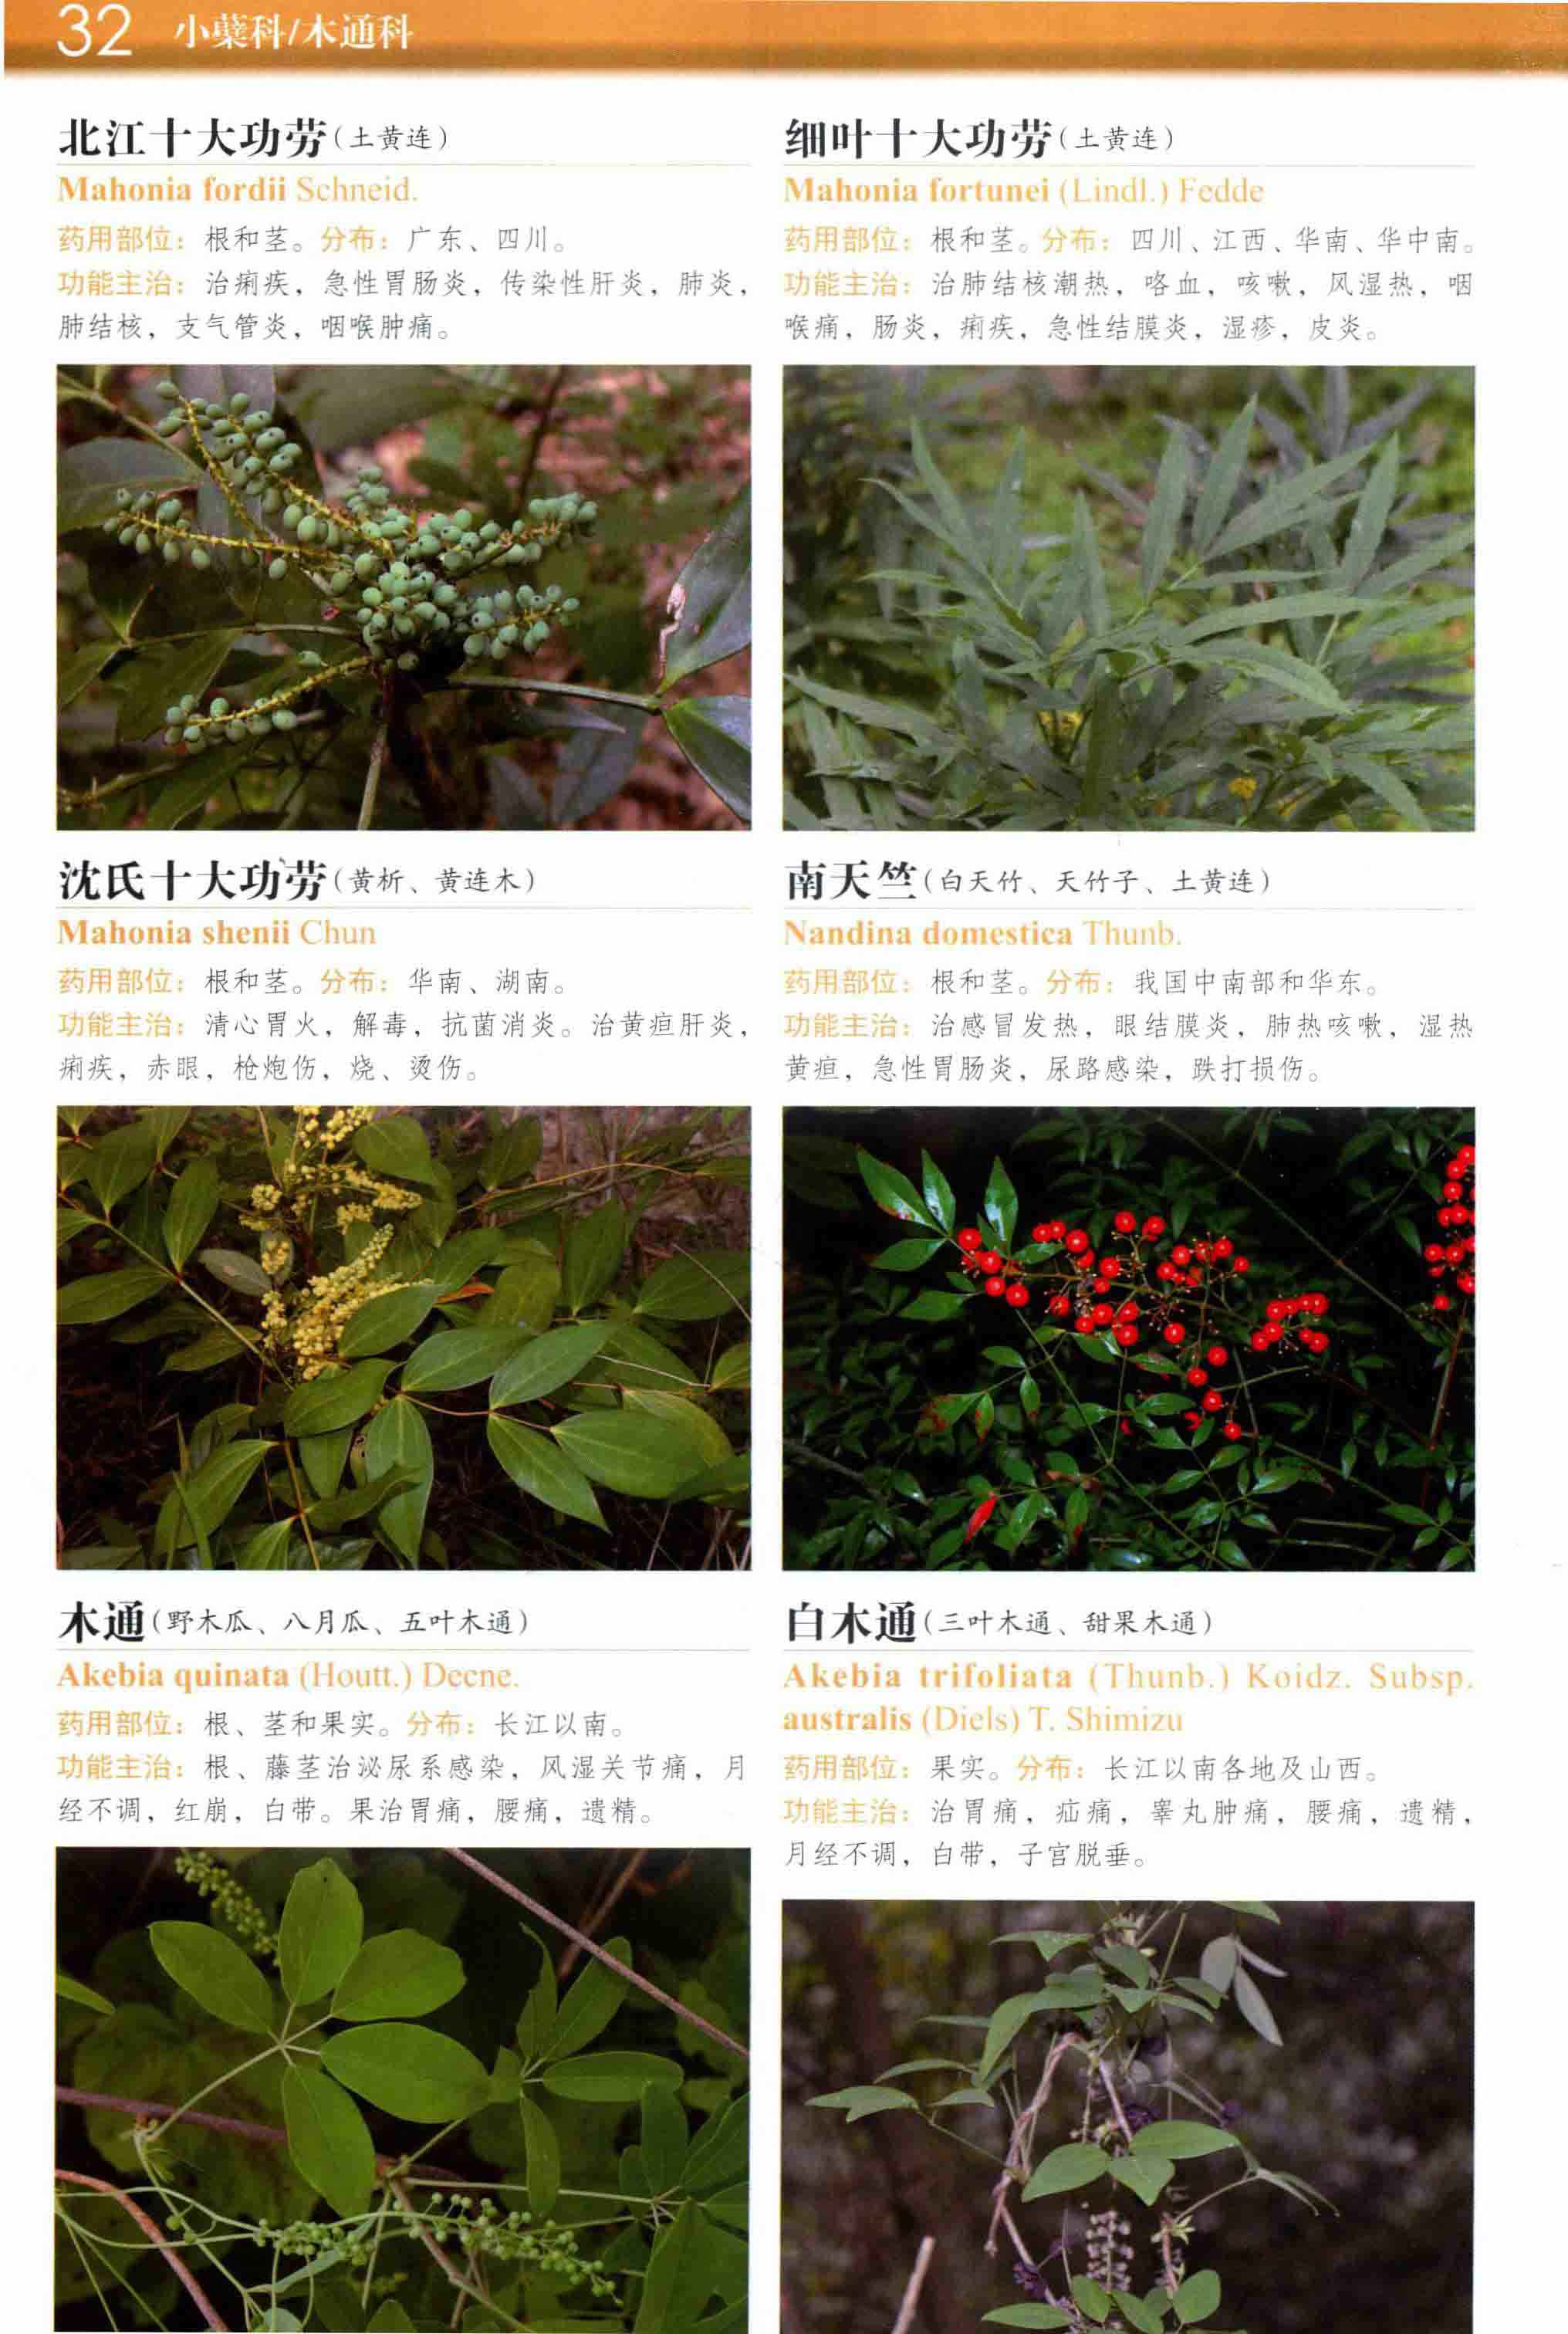 32 小蘖科/木通科
北江十大功劳(土黄连)
Mahonia fordii Schneid.
药用部位：根和茎。分布：广东、四川。
功能主治：治痢疾，急性胃肠炎，传染性肝炎，肺炎，
肺结核，支气管炎，咽喉肿痛。
细叶十大功劳(土黄连)
Mahonia fortunei (Lindl.) Fedde
药用部位：根和茎。分布：四川、江西、华南、华中南。
功能主治：治肺结核潮热，咯血，咳嗽，风湿热，咽
喉痛，肠炎，痢疾，急性结膜炎，湿疹，皮炎。
沈氏十大功劳(黄析、黄连木)
Mahonia shenii Chun
药用部位：根和茎。分布：华南、湖南。
功能主治：清心胃火，解毒，抗菌消炎。治黄疸肝炎，
痢疾，赤眼，枪炮伤，烧、烫伤。
南天竺(白天竹、天竹子、土黄连)
Nandina domestica Thunb.
药用部位：根和茎。分布：我国中南部和华东。
功能主治：治感冒发热，眼结膜炎，肺热咳嗽，湿热
黄疸，急性胃肠炎，尿路感染，跌打损伤。
木通(野木瓜、八月瓜、五叶木通)
Akebia quinata (Houtt.) Decne.
药用部位：根、茎和果实。分布：长江以南。
功能主治：根、藤茎治泌尿系感染，风湿关节痛，月
经不调，红崩，白带。果治胃痛，腰痛，遗精。
白木通(三叶木通、甜果木通)
Akebia trifoliata (Thunb.) Koidz. Subsp.
australis (Diels) T. Shimizu
药用部位：果实。分布：长江以南各地及山西。
功能主治：治胃痛，疝痛，睾丸肿痛，腰痛，遗精，
月经不调，白带，子宫脱垂。